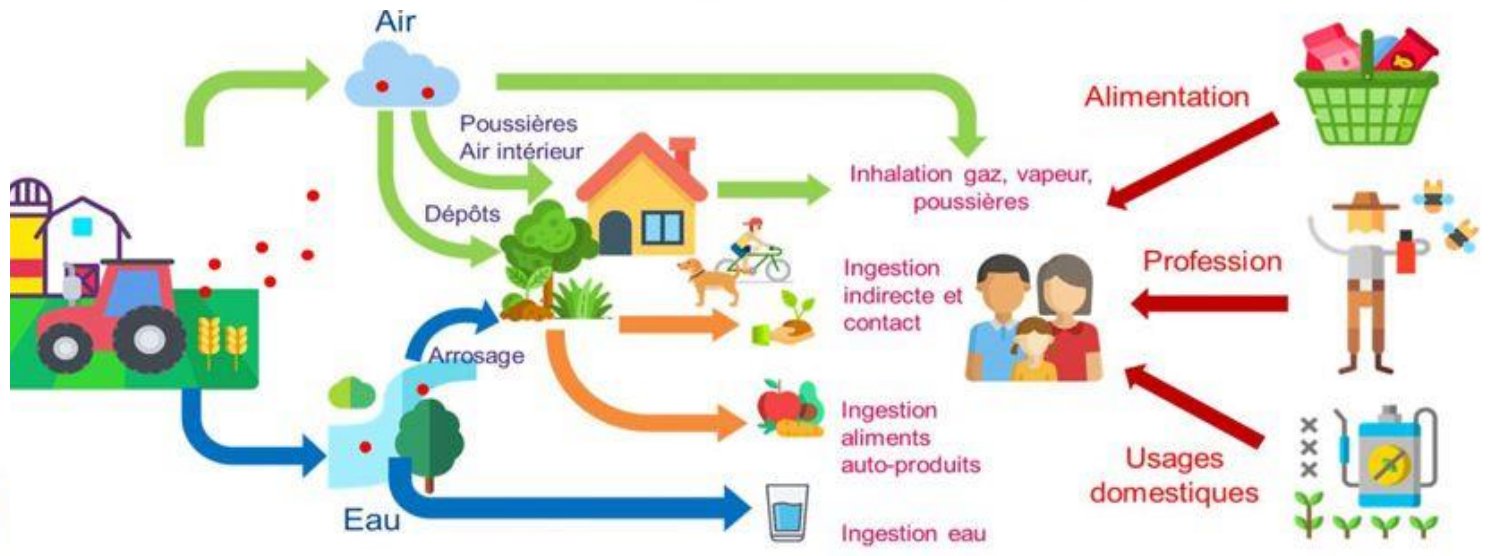 Air
Poussières
Air intérieur
Dépôts
Arrosage
Eau
Inhalation gaz, vapeur,
poussières
Ingestion
indirecte et
contact
Ingestion
aliments
auto-produits
Ingestion eau
Alimentation
Profession
Usages
domestiques